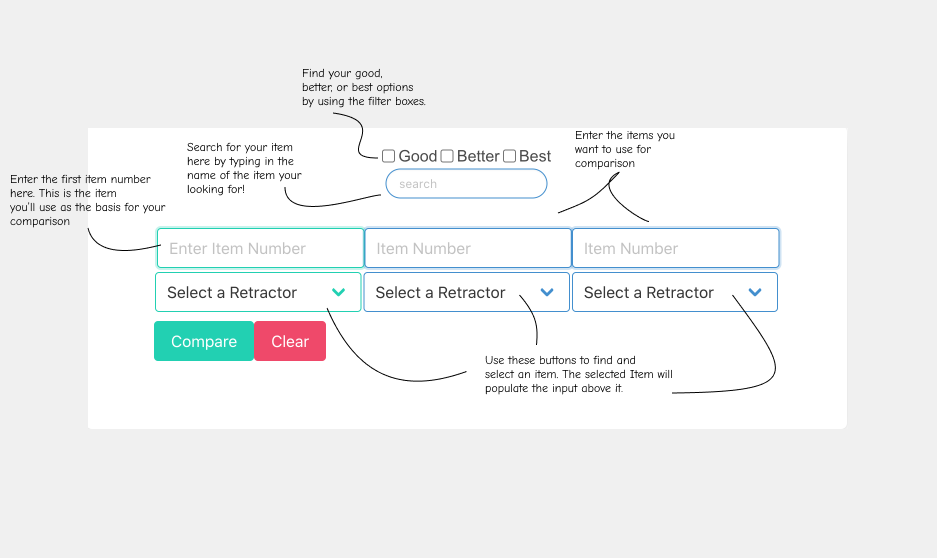 Find your good,
better, or best options
by using the filter boxes.
Search for your item
here by typing in the
name of the item your
looking for!
Enter the items you
want to use for
comparison
Good Better Best
search
Enter the first item number
here. This is the item
you'll use as the basis for your
comparison
Enter Item Number Item Number Item Number
Select a Retractor Select a Retractor Select a Retractor
Compare Clear
Use these buttons to find and
select an item. The selected Item will
populate the input above it.